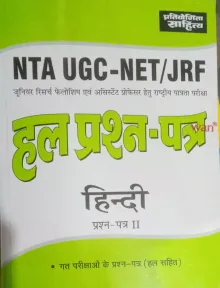 प्रतियोगिता
साहित्य
NTA UGC-NET/JRF
जूनियर रिसर्च फेलोशिप एवं असिस्टेंट प्रोफेसर हेतु राष्ट्रीय पात्रता परीक्षा
हल प्रश्न-पत्र
हिन्दी
प्रश्न-पत्र II
• गत परीक्षाओं के प्रश्न-पत्र (हल सहित)